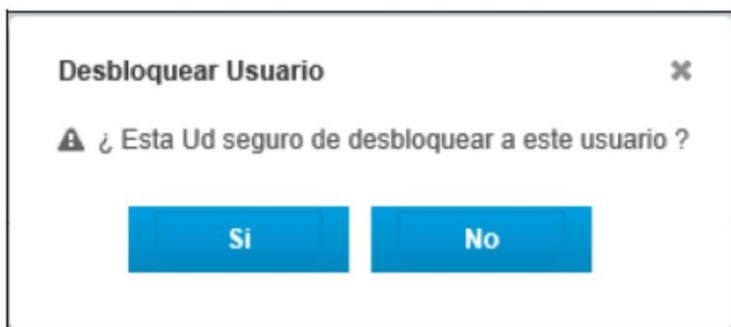 Desbloquear Usuario
¿ Esta Ud seguro de desbloquear a este usuario ?
Si
No